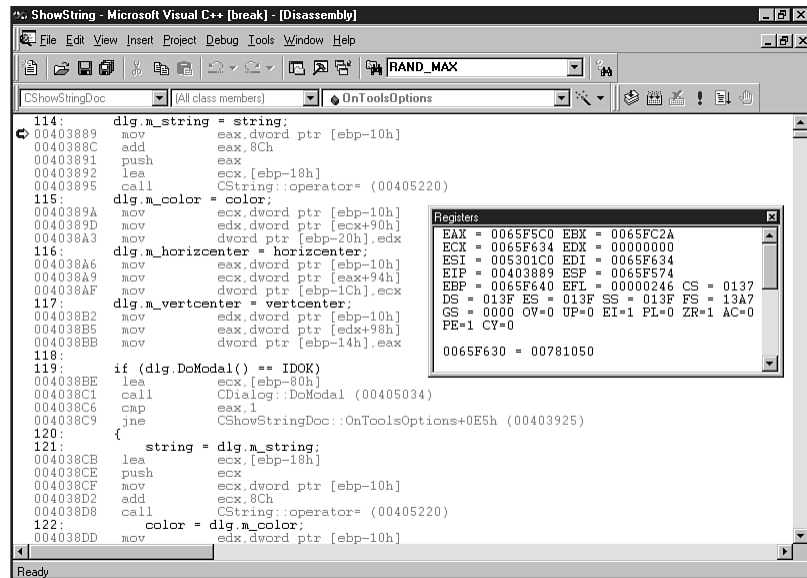 ShowString - Microsoft Visual C++ [break] - [Disassembly]
File Edit View Insert Project Debug Tools Window Help
RAND_MAX
CShowStringDoc [All class members] OnToolsOptions
114: dlg.m_string = string;
00403889 mov eax,dword ptr [ebp-10h]
0040388C add eax,8Ch
00403891 push eax
00403892 lea ecx,[ebp-18h]
00403895 call CString::operator= (00405220)
115: dlg.m_color = color;
0040389A mov ecx,dword ptr [ebp-10h]
0040389D mov edx,dword ptr [ecx+90h]
004038A3 mov dword ptr [ebp-20h],edx
116: dlg.m_horizcenter = horizcenter;
004038A6 mov eax,dword ptr [ebp-10h]
004038A9 mov ecx,dword ptr [eax+94h]
004038AF mov dword ptr [ebp-1Ch],ecx
117: dlg.m_vertcenter = vertcenter;
004038B2 mov edx,dword ptr [ebp-10h]
004038B5 mov eax,dword ptr [edx+98h]
004038BB mov dword ptr [ebp-14h],eax
118:
119: if (dlg.DoModal() == IDOK)
004038BE lea ecx,[ebp-80h]
004038C1 call CDialog::DoModal (00405034)
004038C6 cmp eax,1
004038C9 jne CShowStringDoc::OnToolsOptions+0E5h (00403925)
120: {
121: string = dlg.m_string;
004038CB lea ecx,[ebp-18h]
004038CE push ecx
004038CF mov ecx,dword ptr [ebp-10h]
004038D2 add ecx,8Ch
004038D8 call CString::operator= (00405220)
122: color = dlg.m_color;
004038DD mov edx,dword ptr [ebp-10h]
Registers
EAX = 0065F5C0 EBX = 0065FC2A
ECX = 0065F634 EDX = 00000000
ESI = 005301C0 EDI = 0065F634
EIP = 00403889 ESP = 0065F574
EBP = 0065F640 EFL = 00000246 CS = 0137
DS = 013F ES = 013F SS = 013F FS = 13A7
GS = 0000 OV=0 UP=0 EI=1 PL=0 ZR=1 AC=0
PE=1 CY=0
0065F630 = 00781050
Ready